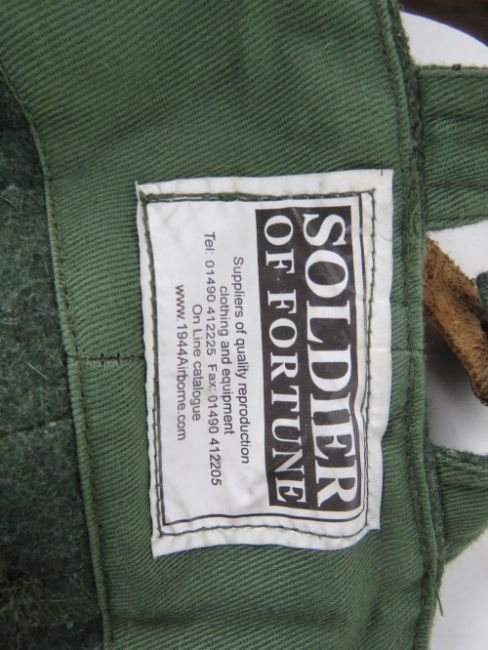 SOLDIER
OF FORTUNE
Suppliers of quality reproduction
clothing and equipment
Tel: 01490 412225 Fax: 01490 412205
On Line catalogue
www.1944Airborne.com